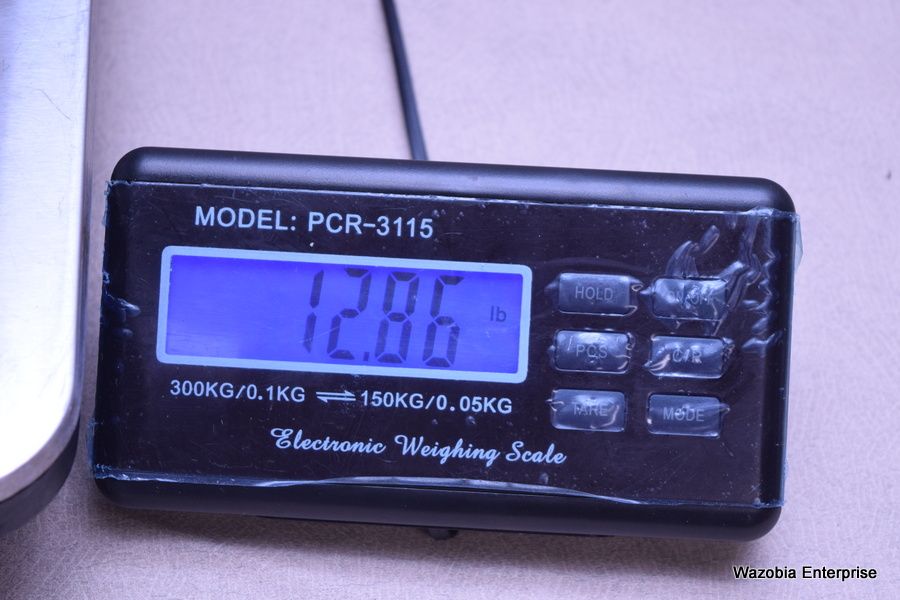 MODEL: PCR-3115
12.86 lb
HOLD
PCS
TARE MODE
300KG/0.1KG ⇌ 150KG/0.05KG
Electronic Weighing Scale
Wazobia Enterprise